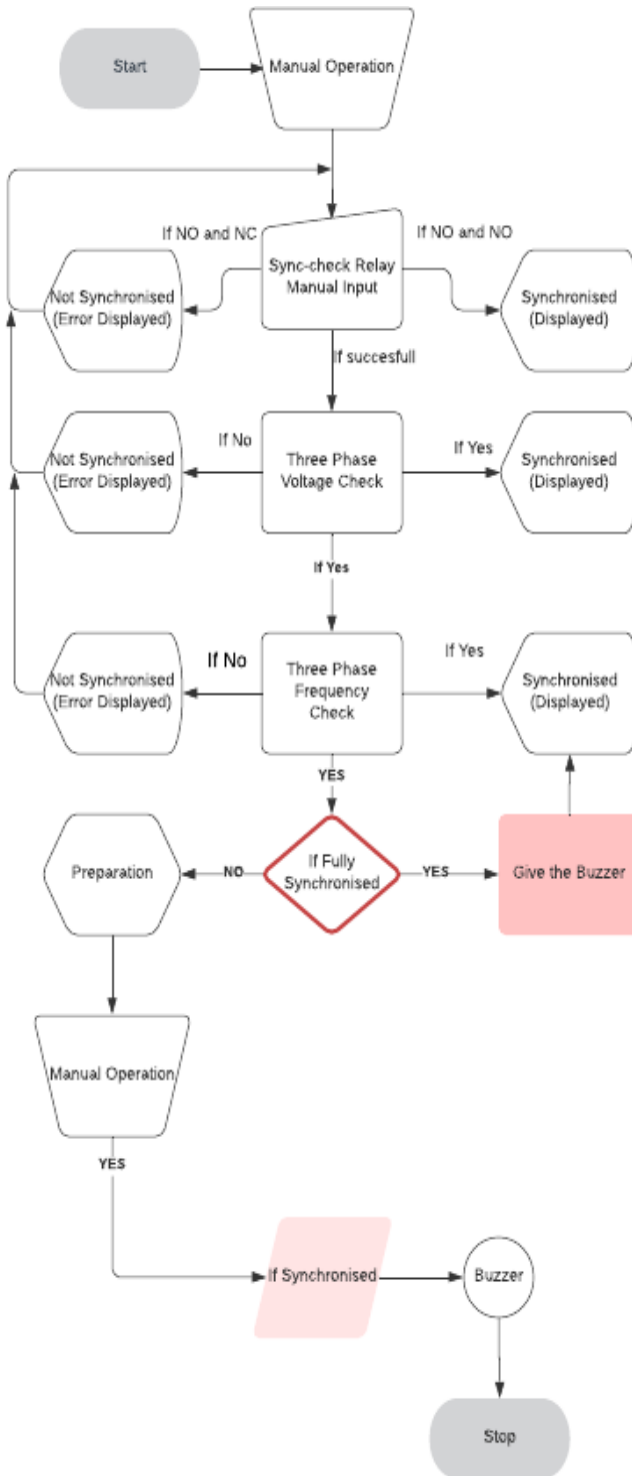 Start
Manual Operation
If NO and NC
If NO and NO
Sync-check Relay
Manual Input
Not Synchronised
(Error Displayed)
Synchronised
(Displayed)
If succesfull
If No
Three Phase
Voltage Check
If Yes
Not Synchronised
(Error Displayed)
Synchronised
(Displayed)
If Yes
If No
Three Phase
Frequency
Check
If Yes
Not Synchronised
(Error Displayed)
Synchronised
(Displayed)
YES
Preparation
NO
If Fully
Synchronised
YES
Give the Buzzer
Manual Operation
YES
If Synchronised
Buzzer
Stop